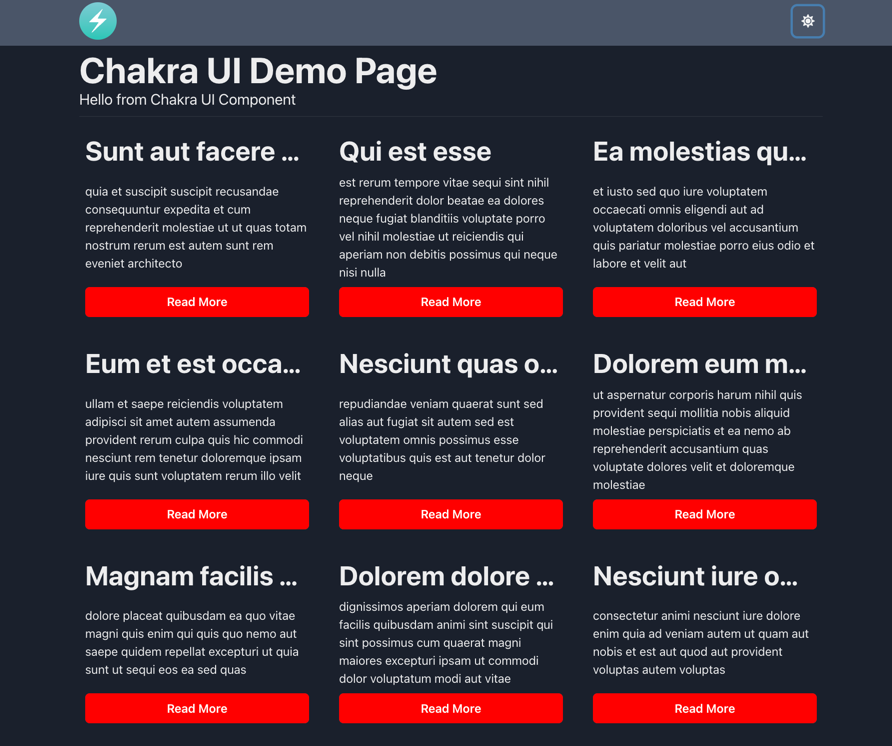 Chakra UI Demo Page
Hello from Chakra UI Component
Sunt aut facere ...
quia et suscipit suscipit recusandae
consequuntur expedita et cum
reprehenderit molestiae ut ut quas totam
nostrum rerum est autem sunt rem
eveniet architecto
Read More
Qui est esse
est rerum tempore vitae sequi sint nihil
reprehenderit dolor beatae ea dolores
neque fugiat blanditiis voluptate porro
vel nihil molestiae ut reiciendis qui
aperiam non debitis possimus qui neque
nisi nulla
Read More
Ea molestias qu...
et iusto sed quo iure voluptatem
occaecati omnis eligendi aut ad
voluptatem doloribus vel accusantium
quis pariatur molestiae porro eius odio et
labore et velit aut
Read More
Eum et est occa...
ullam et saepe reiciendis voluptatem
adipisci sit amet autem assumenda
provident rerum culpa quis hic commodi
nesciunt rem tenetur doloremque ipsam
iure quis sunt voluptatem rerum illo velit
Read More
Nesciunt quas o...
repudiandae veniam quaerat sunt sed
alias aut fugiat sit autem sed est
voluptatem omnis possimus esse
voluptatibus quis est aut tenetur dolor
neque
Read More
Dolorem eum m...
ut aspernatur corporis harum nihil quis
provident sequi mollitia nobis aliquid
molestiae perspiciatis et ea nemo ab
reprehenderit accusantium quas
voluptate dolores velit et doloremque
molestiae
Read More
Magnam facilis ...
dolore placeat quibusdam ea quo vitae
magni quis enim qui quis quo nemo aut
saepe quidem repellat excepturi ut quia
sunt ut sequi eos ea sed quas
Read More
Dolorem dolore ...
dignissimos aperiam dolorem qui eum
facilis quibusdam animi sint suscipit qui
sint possimus cum quaerat magni
maiores excepturi ipsam ut commodi
dolor voluptatum modi aut vitae
Read More
Nesciunt iure o...
consectetur animi nesciunt iure dolore
enim quia ad veniam autem ut quam aut
nobis et est aut quod aut provident
voluptas autem voluptas
Read More